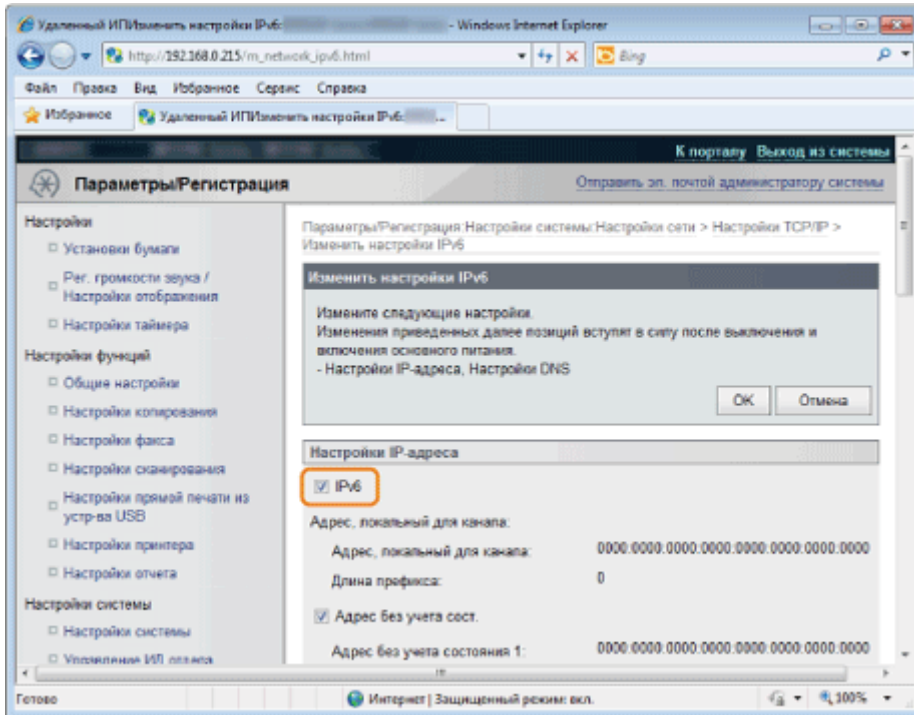 Удаленный ИПИзменить настройки IPv6: - Windows Internet Explorer
http://192.168.0.215/m_network_ipv6.html
Bing
Файл Правка Вид Избранное Сервис Справка
Избранное
Удаленный ИПИзменить настройки IPv6: ...
К порталу Выход из системы
Параметры/Регистрация
Отправить эл. почтой администратору системы
Настройки
Установки бумаги
Рег. громкости звука /
Настройки отображения
Настройки таймера
Настройки функций
Общие настройки
Настройки копирования
Настройки факса
Настройки сканирования
Настройки прямой печати из
устр-ва USB
Настройки принтера
Настройки отчета
Настройки системы
Настройки системы
Управление ИД отдела
Параметры/Регистрация:Настройки системы:Настройки сети > Настройки TCP/IP >
Изменить настройки IPv6
Изменить настройки IPv6
Измените следующие настройки.
Изменения приведенных далее позиций вступят в силу после выключения и
включения основного питания.
- Настройки IP-адреса, Настройки DNS
OK Отмена
Настройки IP-адреса
IPv6
Адрес, локальный для канала:
Адрес, локальный для канала: 0000:0000:0000:0000:0000:0000:0000:0000
Длина префикса: 0
Адрес без учета сост.
Адрес без учета состояния 1: 0000:0000:0000:0000:0000:0000:0000:0000
Готово
Интернет | Защищенный режим: вкл.
100%